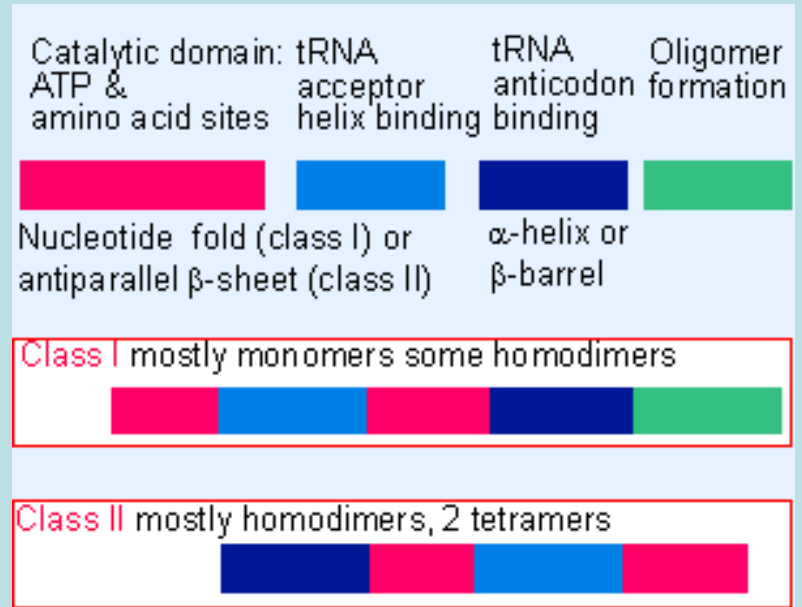 Catalytic domain:
ATP &
amino acid sites
tRNA
acceptor
helix binding
tRNA
anticodon
binding
Oligomer
formation
Nucleotide fold (class I) or
antiparallel β-sheet (class II)
α-helix or
β-barrel
Class I mostly monomers some homodimers
Class II mostly homodimers, 2 tetramers